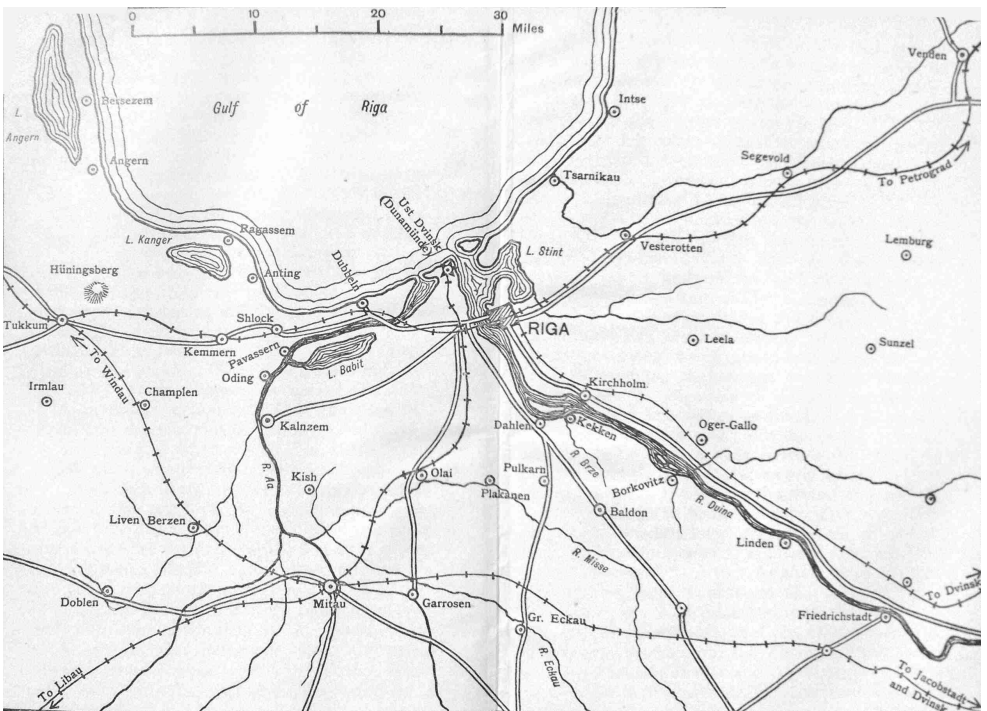 0 10 20 30
Miles
Venden
Bersezem
Gulf of Riga
Intse
L. Angern
Angern
Segevold
To Petrograd
Tsarnikau
Ust Dvinsk
(Dunamünde)
Ragassem
L. Kanger
L. Stint
Vesterotten
Lemburg
Hüningsberg
Anting
Dubbeln
Tukkum
Shlock
Kemmern
RIGA
Leela
Sunzel
Pavassern
L. Babit
To Windau
Oding
Irmlau
Champlen
Kirchholm
Kalnzem
Dahlen
Kekken
Oger-Gallo
R. Aa
Kish
Olai
Pulkarn
Plakanen
R. Brze
Borkovitz
R. Dvina
Baldon
Liven Berzen
Linden
R. Misse
Doblen
Mitau
Garrosen
To Dvinsk
Gr. Eckau
Friedrichstadt
R. Eckau
To Libau
To Jacobstadt
and Dvinsk